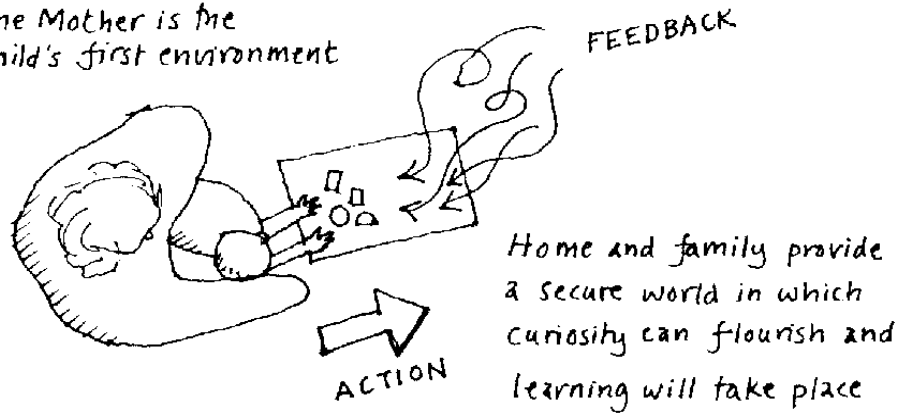 he Mother is the
hild's first environment
FEEDBACK
Home and family provide
a secure world in which
curiosity can flourish and
learning will take place
ACTION